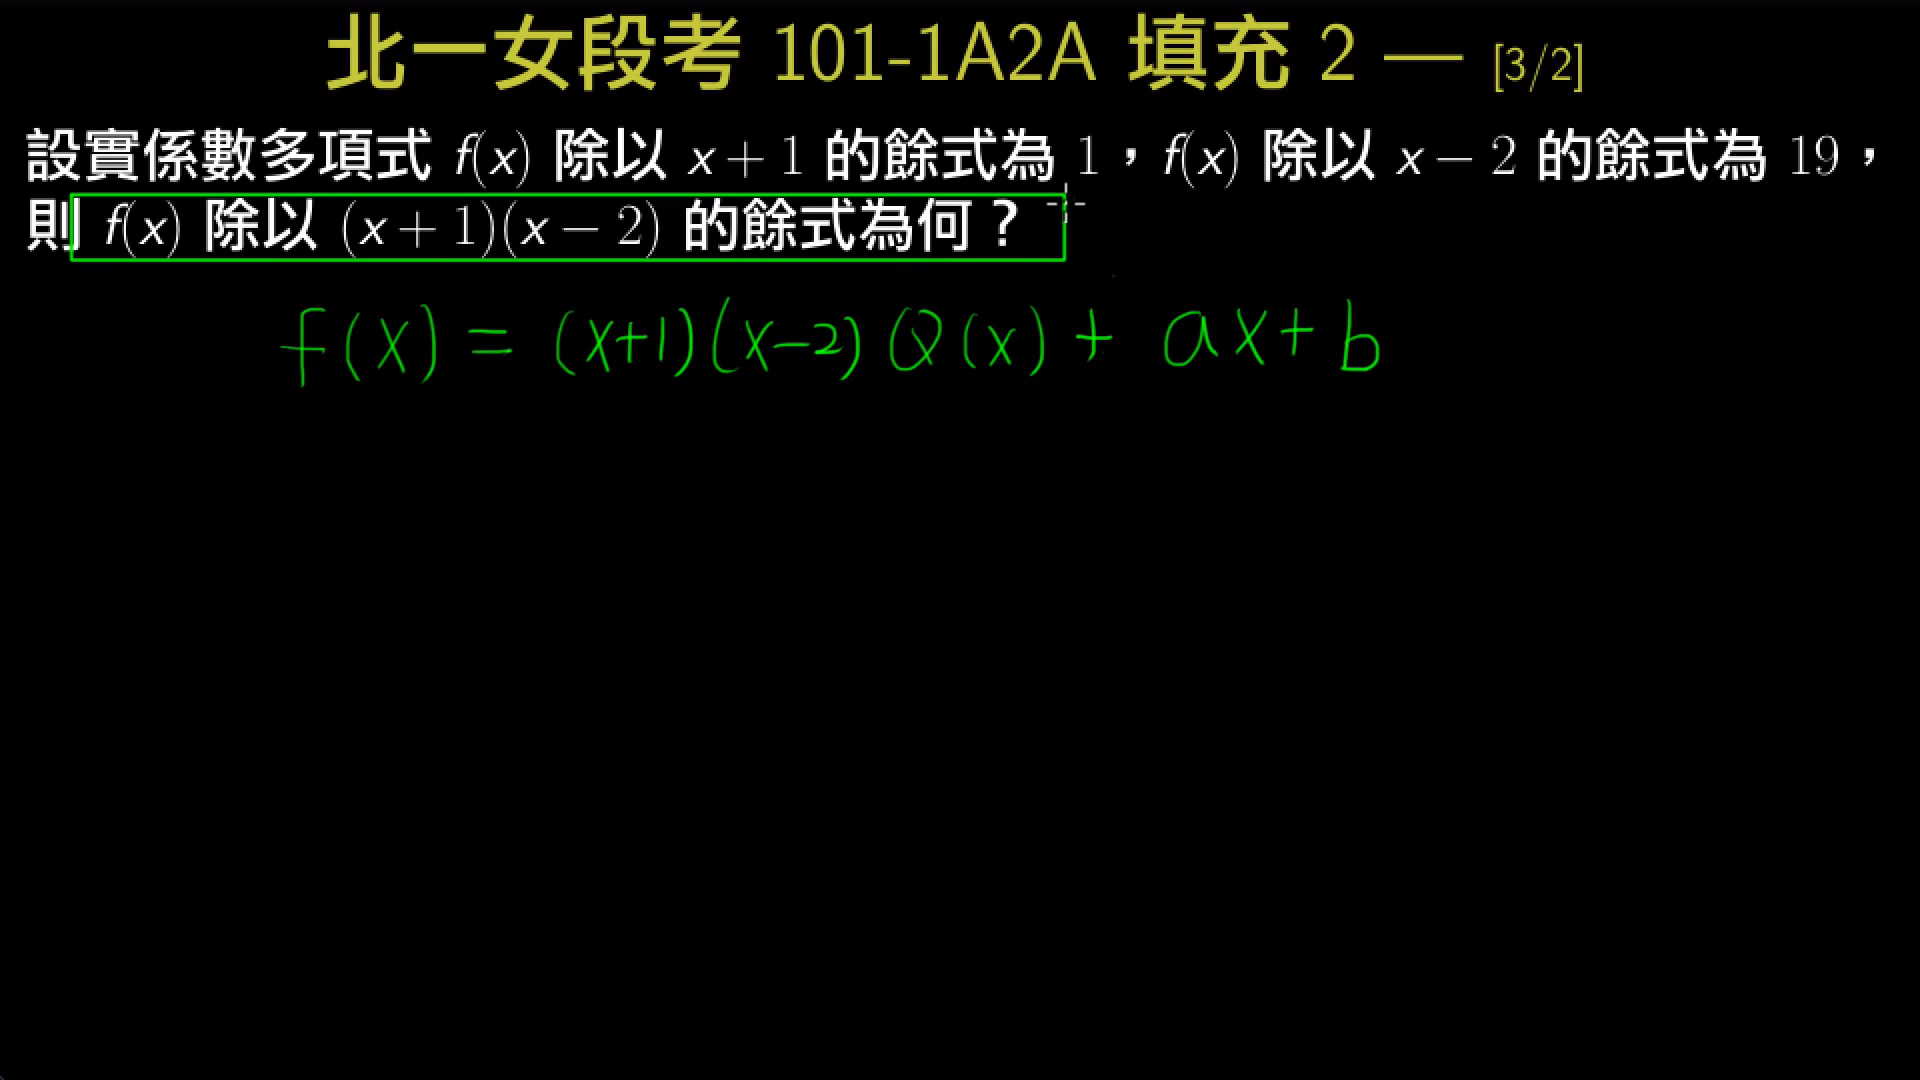 北一女段考 101-1A2A 填充 2 — [3/2]
設實係數多項式 f(x) 除以 x + 1 的餘式為 1，f(x) 除以 x − 2 的餘式為 19，
則 f(x) 除以 (x + 1)(x − 2) 的餘式為何？
f(x) = (x+1)(x-2) Q(x) + ax + b